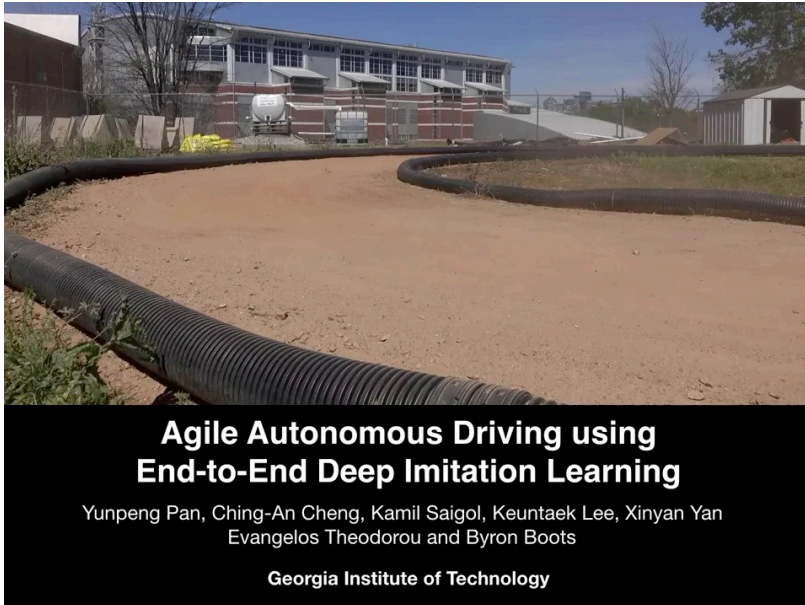 Agile Autonomous Driving using
End-to-End Deep Imitation Learning
Yunpeng Pan, Ching-An Cheng, Kamil Saigol, Keuntaek Lee, Xinyan Yan
Evangelos Theodorou and Byron Boots
Georgia Institute of Technology